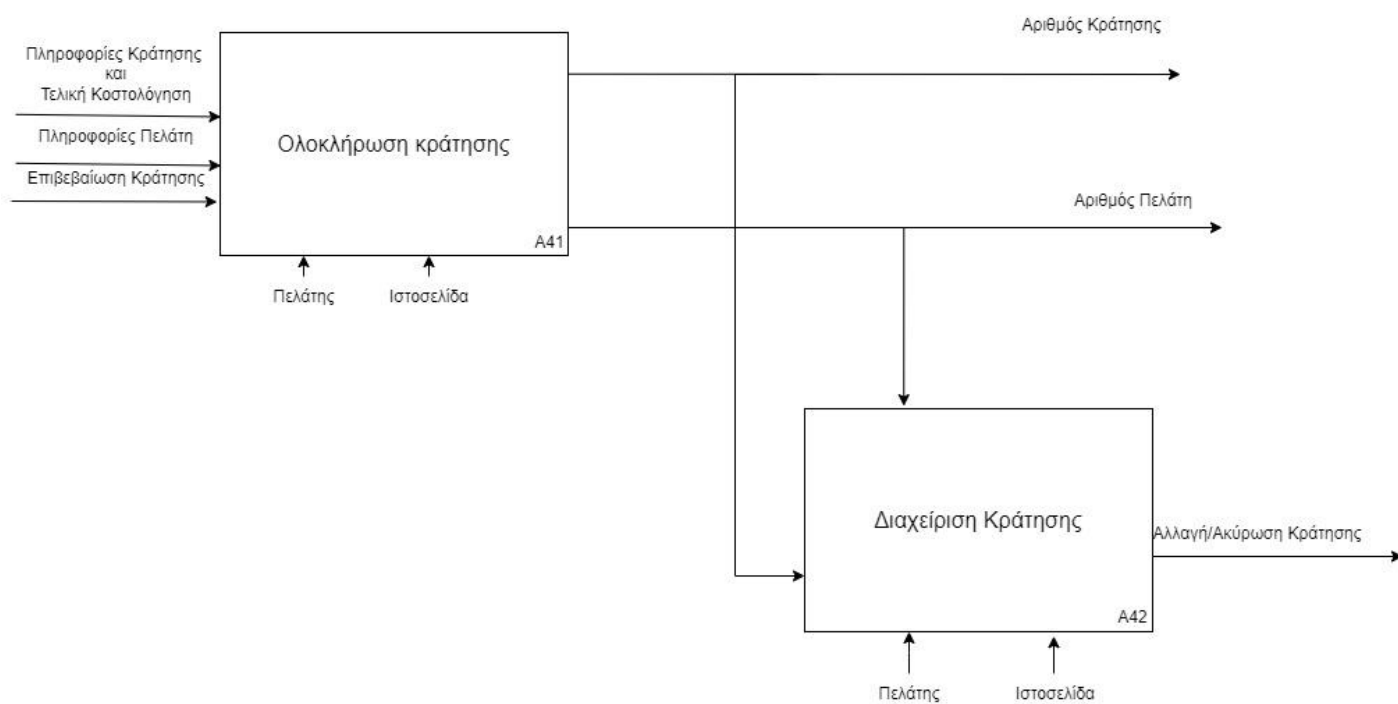 Αριθμός Κράτησης
Πληροφορίες Κράτησης
και
Τελική Κοστολόγηση
Πληροφορίες Πελάτη
Επιβεβαίωση Κράτησης
Ολοκλήρωση κράτησης
A41
Πελάτης
Ιστοσελίδα
Αριθμός Πελάτη
Διαχείριση Κράτησης
A42
Αλλαγή/Ακύρωση Κράτησης
Πελάτης
Ιστοσελίδα